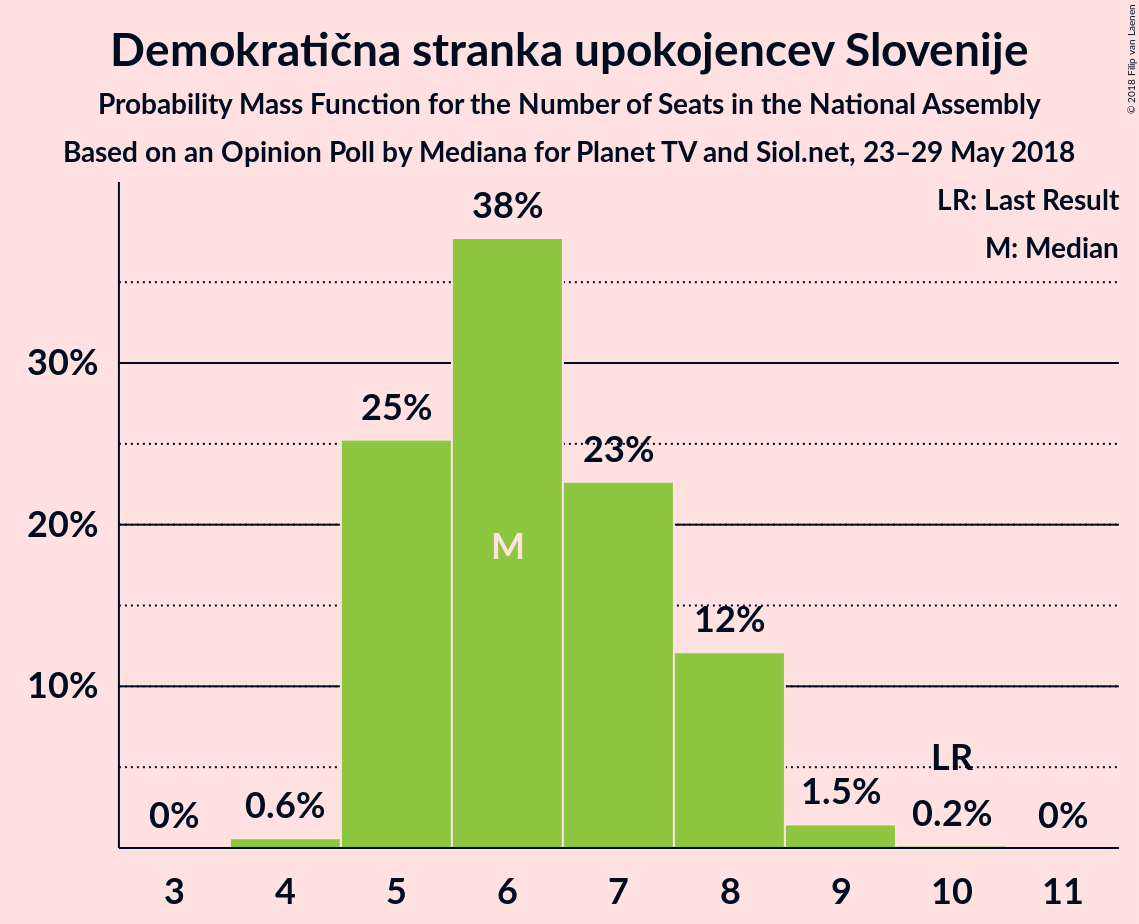 Demokratična stranka upokojencev Slovenije
Probability Mass Function for the Number of Seats in the National Assembly
Based on an Opinion Poll by Mediana for Planet TV and Siol.net, 23–29 May 2018
© 2018 Filip van Laenen
LR: Last Result
M: Median
38%
30%
25%
23%
20%
M
12%
10%
LR
0%
0.6%
1.5%
0.2%
0%
3 4 5 6 7 8 9 10 11